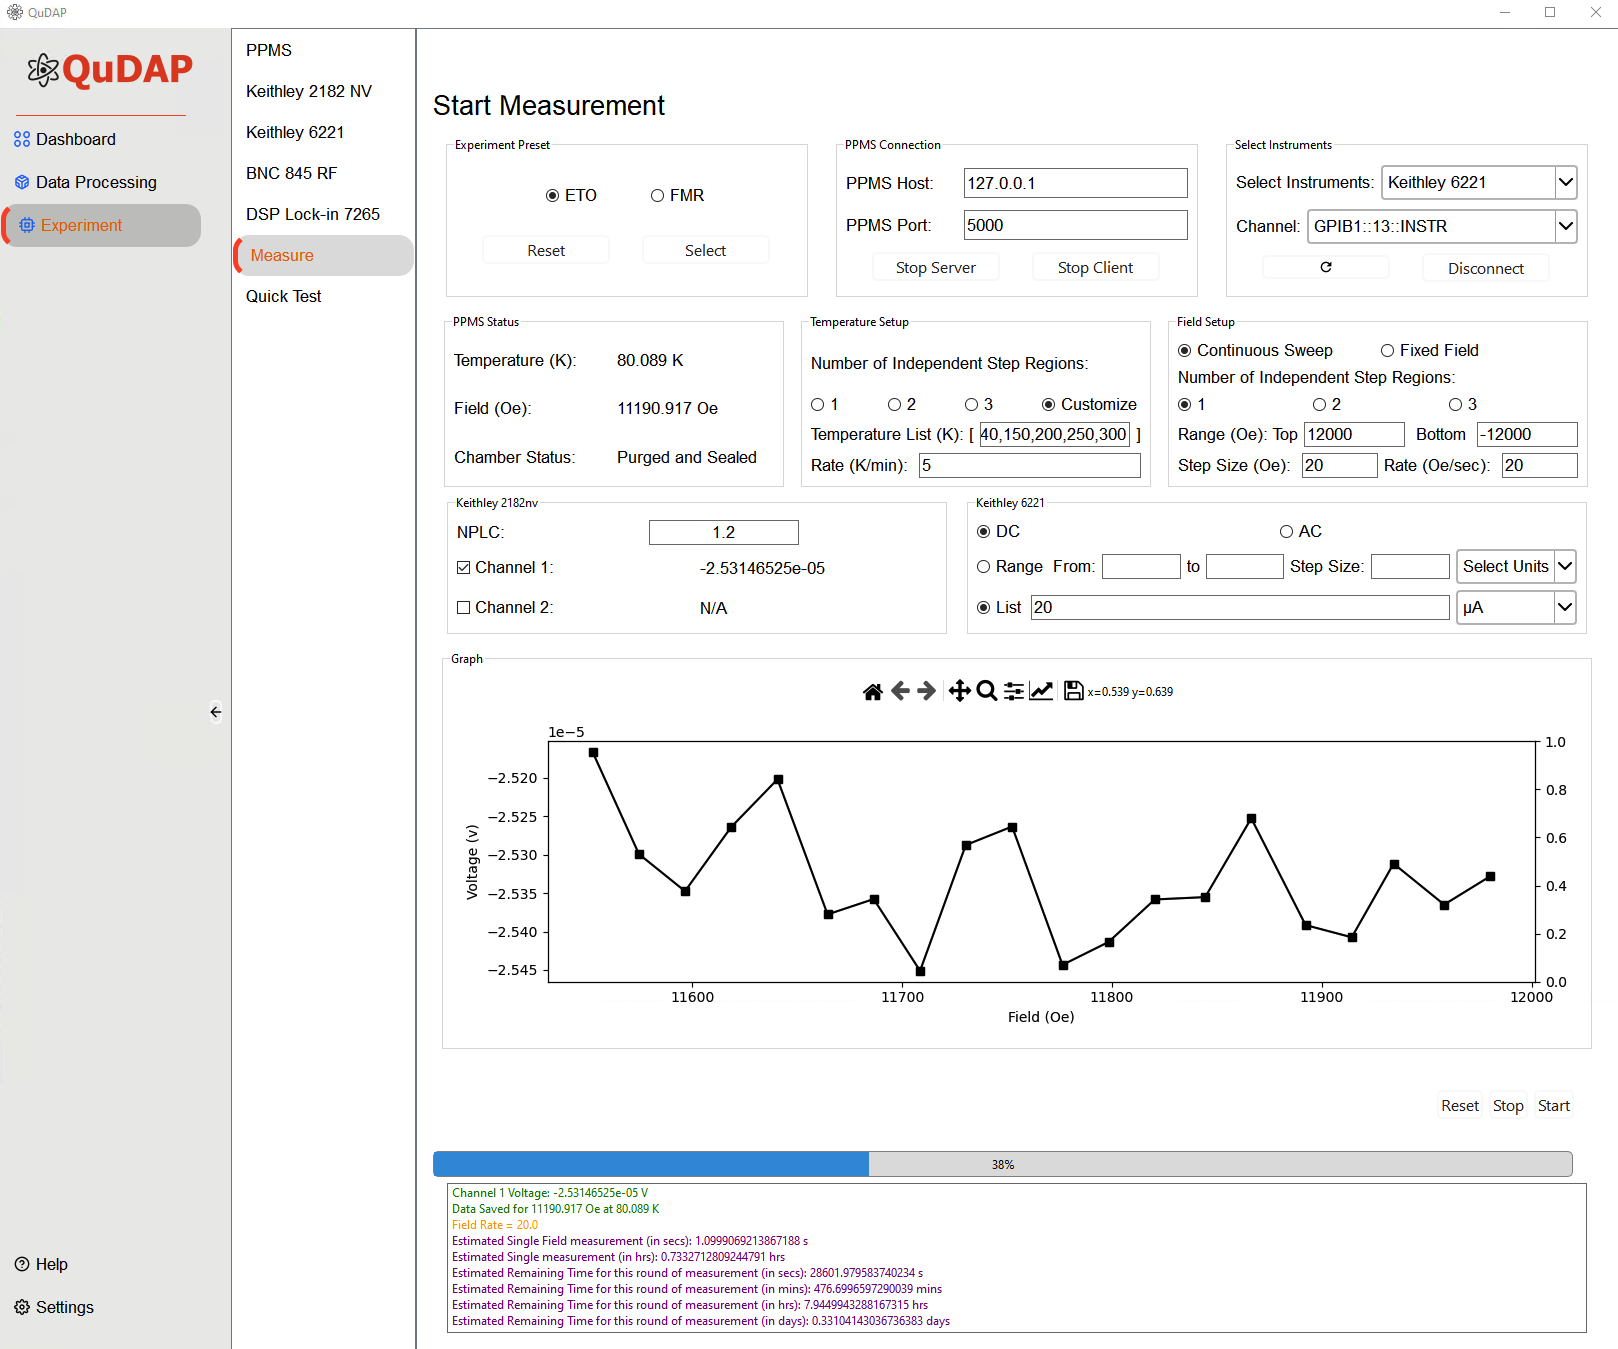 QuDAP
QuDAP
Dashboard
Data Processing
Experiment
Help
Settings
PPMS
Keithley 2182 NV
Keithley 6221
BNC 845 RF
DSP Lock-in 7265
Measure
Quick Test
Start Measurement
Experiment Preset
ETO FMR
Reset Select
PPMS Connection
PPMS Host: 127.0.0.1
PPMS Port: 5000
Stop Server Stop Client
Select Instruments
Select Instruments: Keithley 6221
Channel: GPIB1::13::INSTR
Disconnect
PPMS Status
Temperature (K): 80.089 K
Field (Oe): 11190.917 Oe
Chamber Status: Purged and Sealed
Temperature Setup
Number of Independent Step Regions:
1 2 3 Customize
Temperature List (K): [ 40,150,200,250,300 ]
Rate (K/min): 5
Field Setup
Continuous Sweep Fixed Field
Number of Independent Step Regions:
1 2 3
Range (Oe): Top 12000 Bottom -12000
Step Size (Oe): 20 Rate (Oe/sec): 20
Keithley 2182nv
NPLC: 1.2
Channel 1: -2.53146525e-05
Channel 2: N/A
Keithley 6221
DC AC
Range From: to Step Size: Select Units
List 20 µA
Graph
x=0.539 y=0.639
1e−5
−2.520
−2.525
−2.530
−2.535
−2.540
−2.545
Voltage (v)
1.0
0.8
0.6
0.4
0.2
0.0
11600 11700 11800 11900 12000
Field (Oe)
Reset Stop Start
38%
Channel 1 Voltage: -2.53146525e-05 V
Data Saved for 11190.917 Oe at 80.089 K
Field Rate = 20.0
Estimated Single Field measurement (in secs): 1.0999069213867188 s
Estimated Single measurement (in hrs): 0.7332712809244791 hrs
Estimated Remaining Time for this round of measurement (in secs): 28601.979583740234 s
Estimated Remaining Time for this round of measurement (in mins): 476.6996597290039 mins
Estimated Remaining Time for this round of measurement (in hrs): 7.9449943288167315 hrs
Estimated Remaining Time for this round of measurement (in days): 0.33104143036736383 days